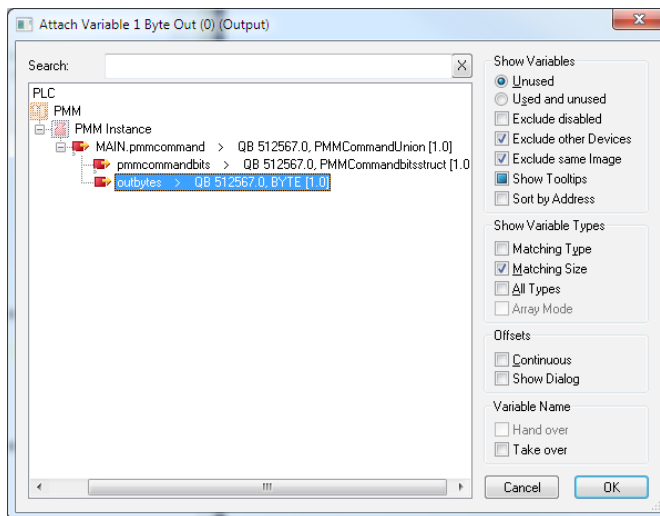 Attach Variable 1 Byte Out (0) (Output)
Search:
X
PLC
PMM
PMM Instance
MAIN.pmmcommand > QB 512567.0, PMMCommandUnion [1.0]
pmmcommandbits > QB 512567.0, PMMCommandbitsstruct [1.0
outbytes > QB 512567.0, BYTE [1.0]
Show Variables
Unused
Used and unused
Exclude disabled
Exclude other Devices
Exclude same Image
Show Tooltips
Sort by Address
Show Variable Types
Matching Type
Matching Size
All Types
Array Mode
Offsets
Continuous
Show Dialog
Variable Name
Hand over
Take over
Cancel
OK